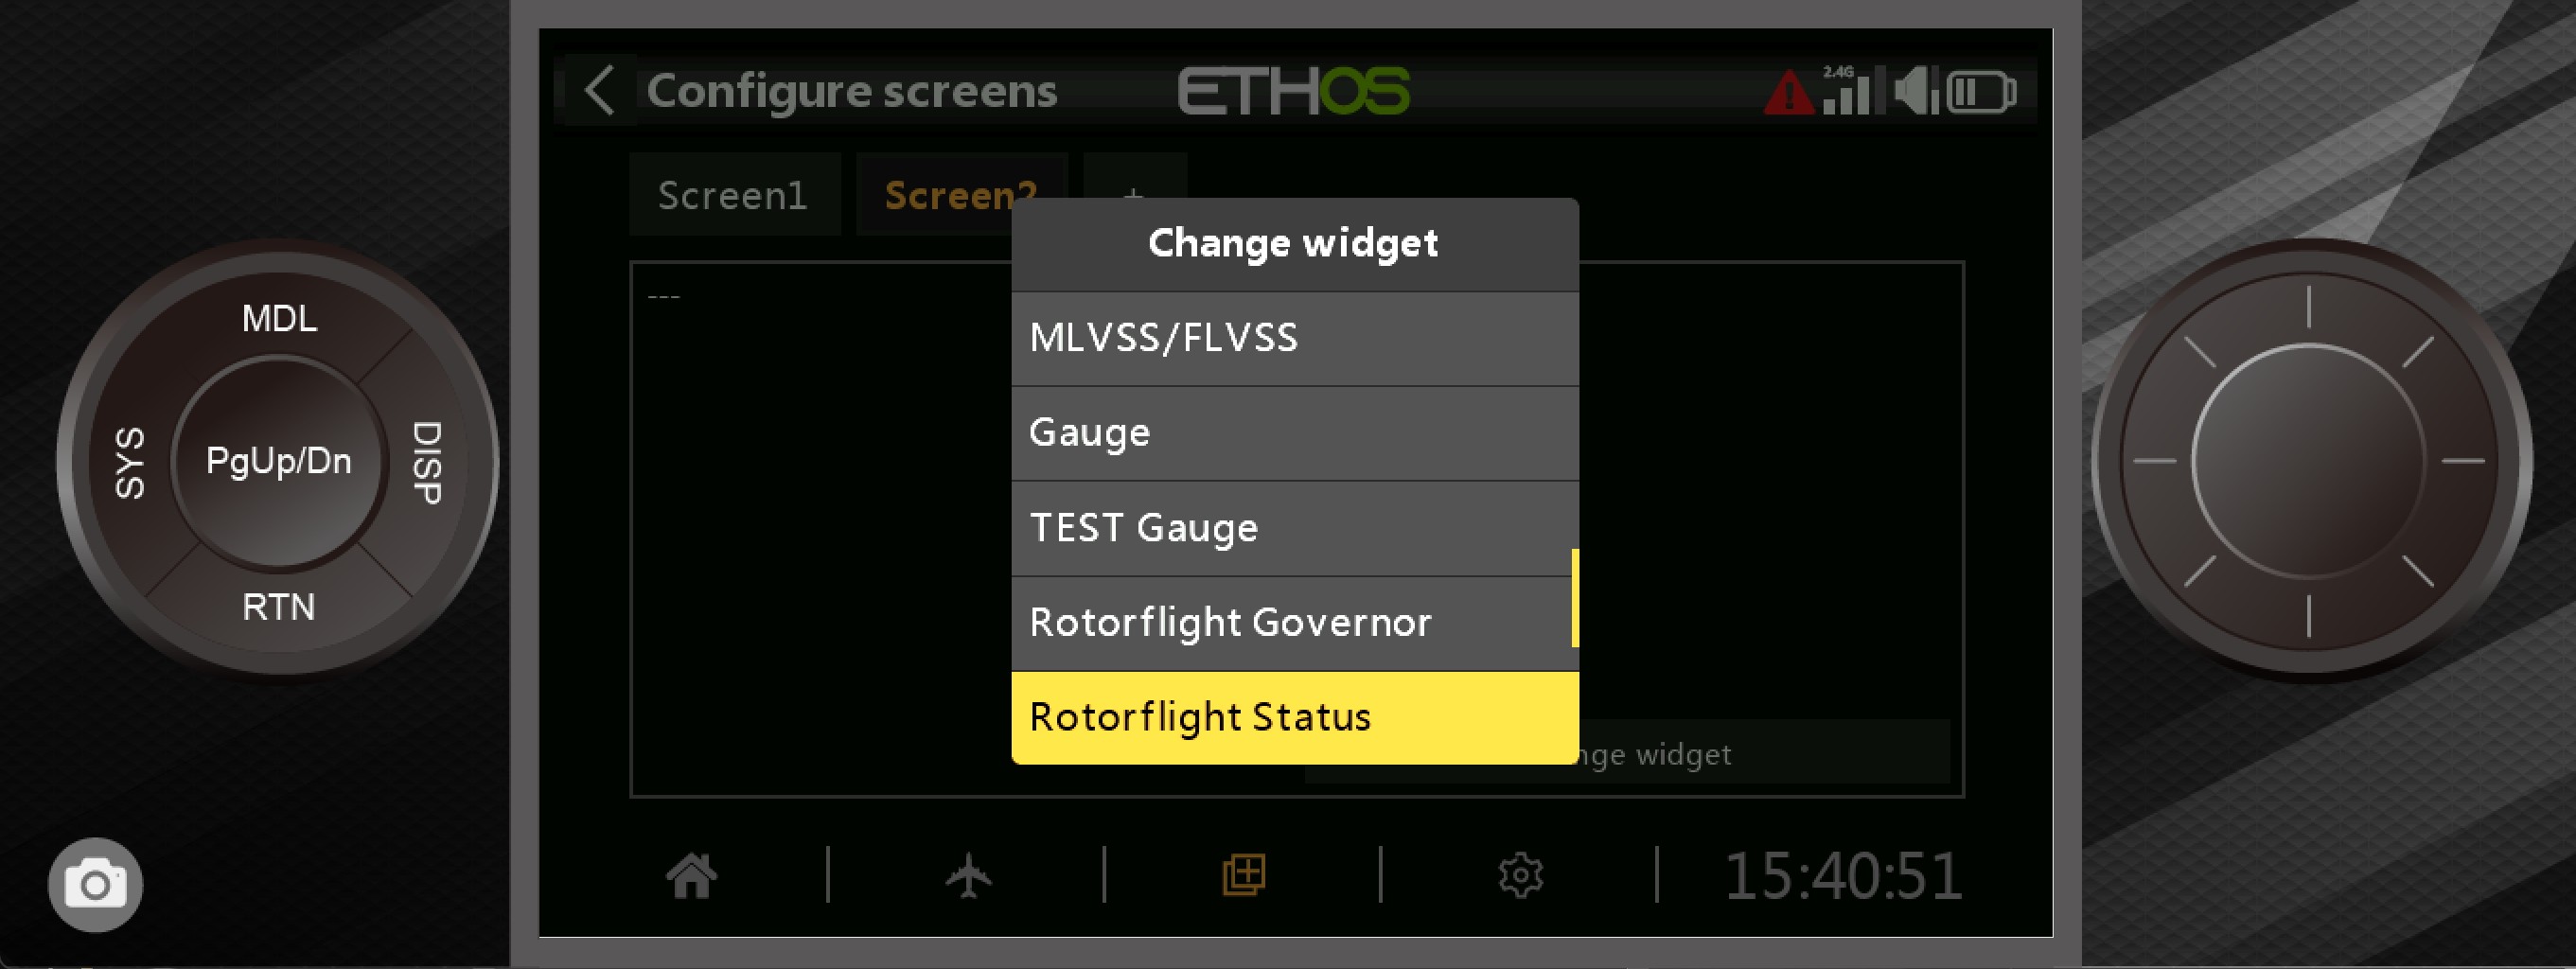 Configure screens
ETHOS
2.4G
Screen1
Screen2
+
Change widget
---
MLVSS/FLVSS
Gauge
TEST Gauge
Rotorflight Governor
Rotorflight Status
nge widget
15:40:51
MDL
SYS
PgUp/Dn
DISP
RTN